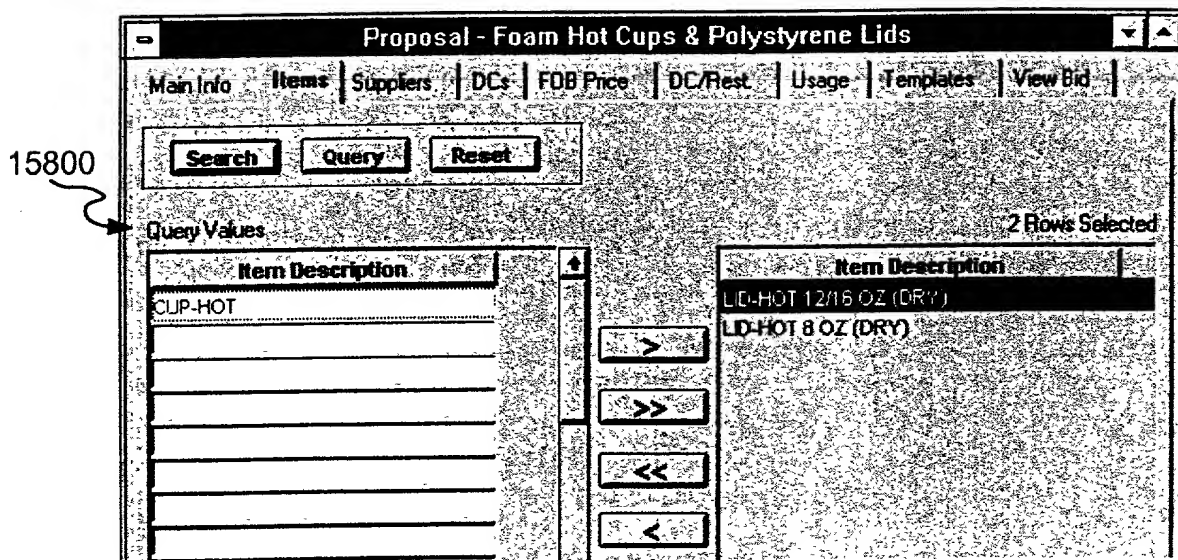 Proposal - Foam Hot Cups & Polystyrene Lids
Main Info Items Suppliers DCs FOB Price DC/Rest. Usage Templates View Bid
Search Query Reset
15800
Query Values
2 Rows Selected
Item Description
Item Description
CUP-HOT
LID-HOT 12/16 OZ (DRY)
LID-HOT 8 OZ (DRY)
>
>>
<<
<